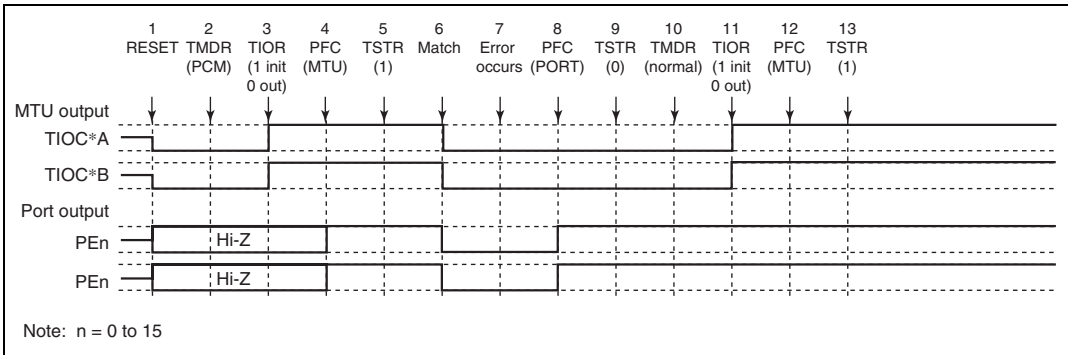 1 2 3 4 5 6 7 8 9 10 11 12 13
RESET TMDR TIOR PFC TSTR Match Error PFC TSTR TMDR TIOR PFC TSTR
(PCM) (1 init (MTU) (1) occurs (PORT) (0) (normal) (1 init (MTU) (1)
0 out) 0 out)
MTU output
TIOC*A
TIOC*B
Port output
PEn Hi-Z
PEn Hi-Z
Note: n = 0 to 15